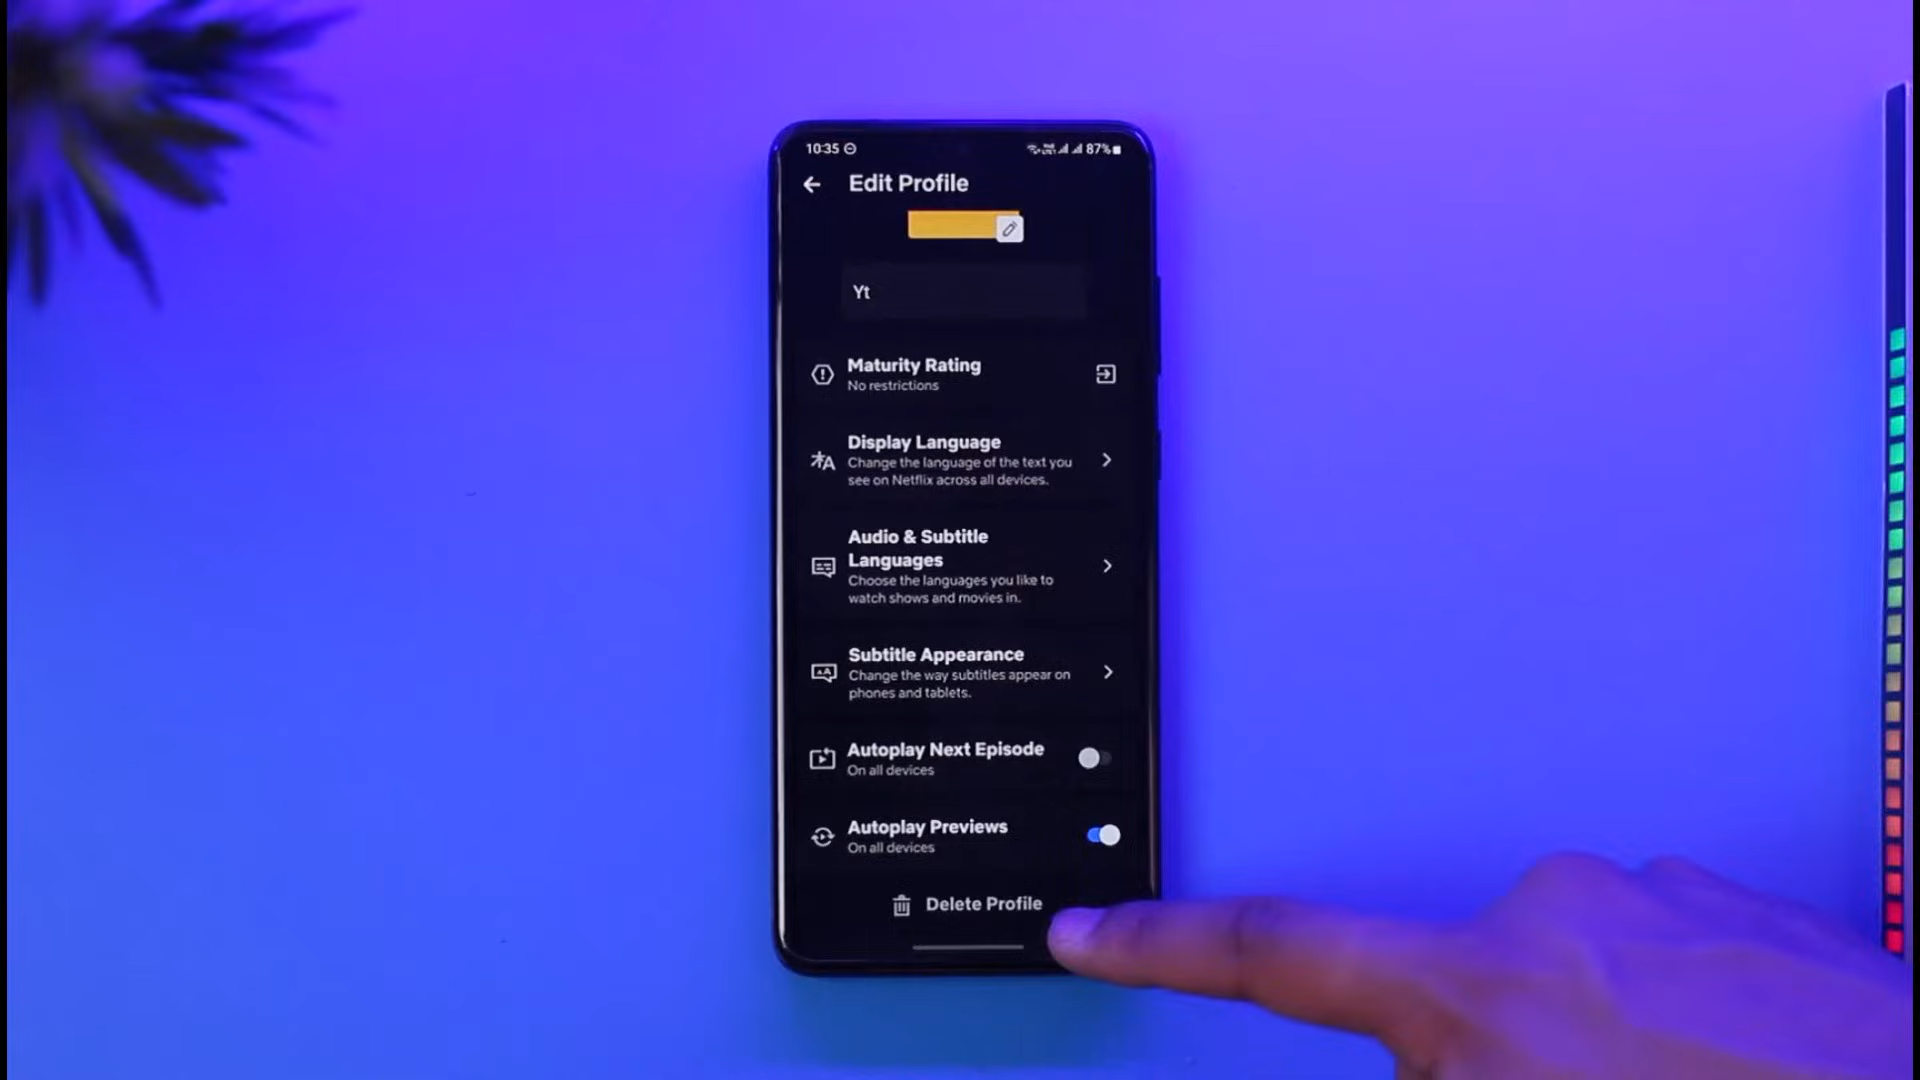 10:35 87%
Edit Profile
Yt
Maturity Rating
No restrictions
Display Language
Change the language of the text you
see on Netflix across all devices.
Audio & Subtitle
Languages
Choose the languages you like to
watch shows and movies in.
Subtitle Appearance
Change the way subtitles appear on
phones and tablets.
Autoplay Next Episode
On all devices
Autoplay Previews
On all devices
Delete Profile